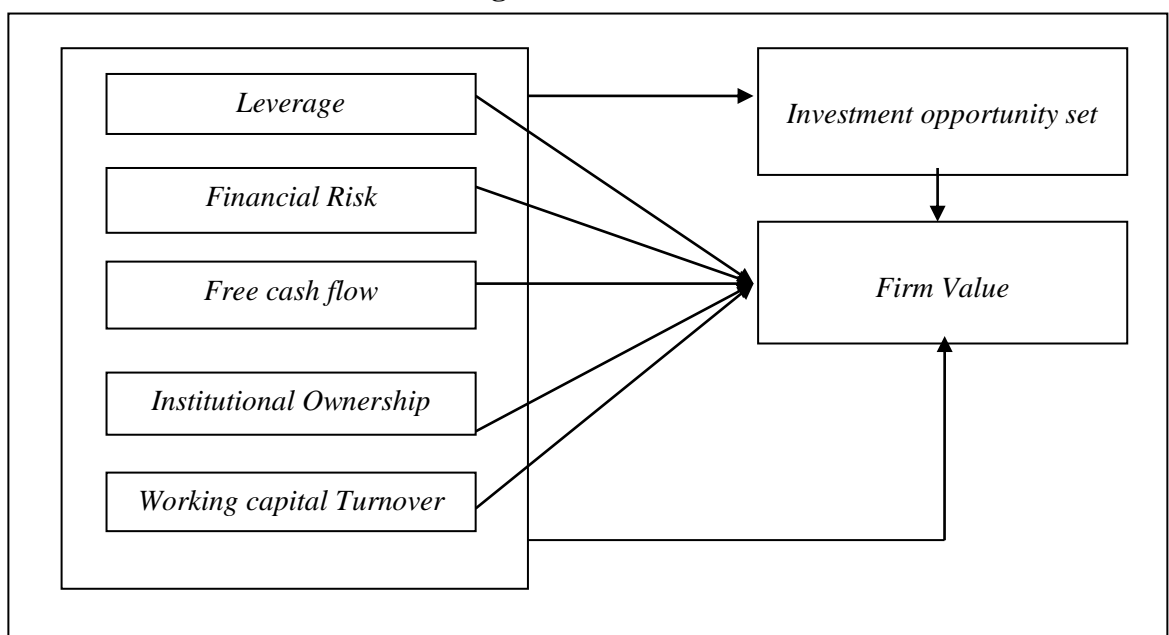 Leverage
Investment opportunity set
Financial Risk
Free cash flow
Firm Value
Institutional Ownership
Working capital Turnover